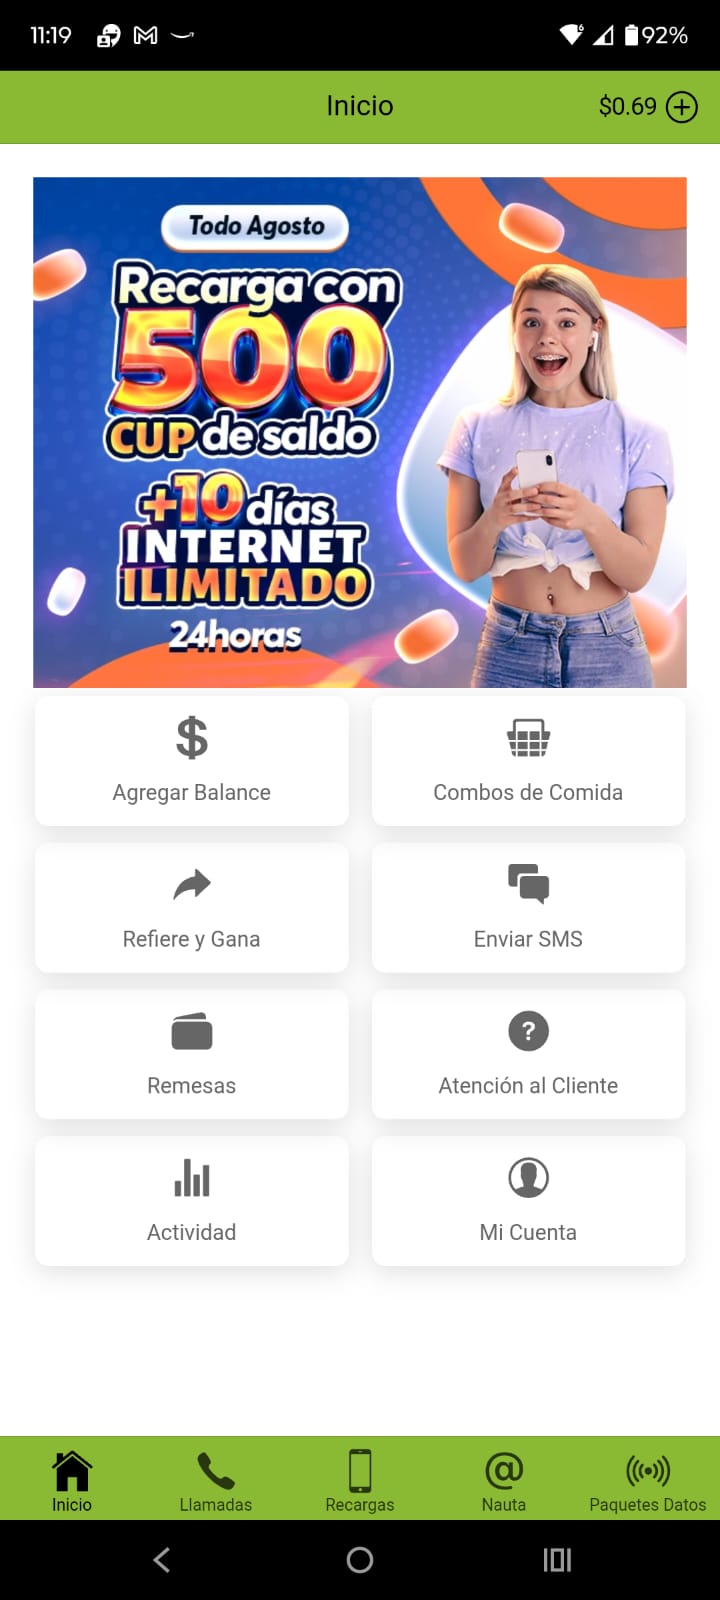 11:19
92%
Inicio
$0.69
Todo Agosto
Recarga con
500
CUP de saldo
+10 días
INTERNET
ILIMITADO
24horas
Agregar Balance
Combos de Comida
Refiere y Gana
Enviar SMS
Remesas
Atención al Cliente
Actividad
Mi Cuenta
Inicio
Llamadas
Recargas
Nauta
Paquetes Datos